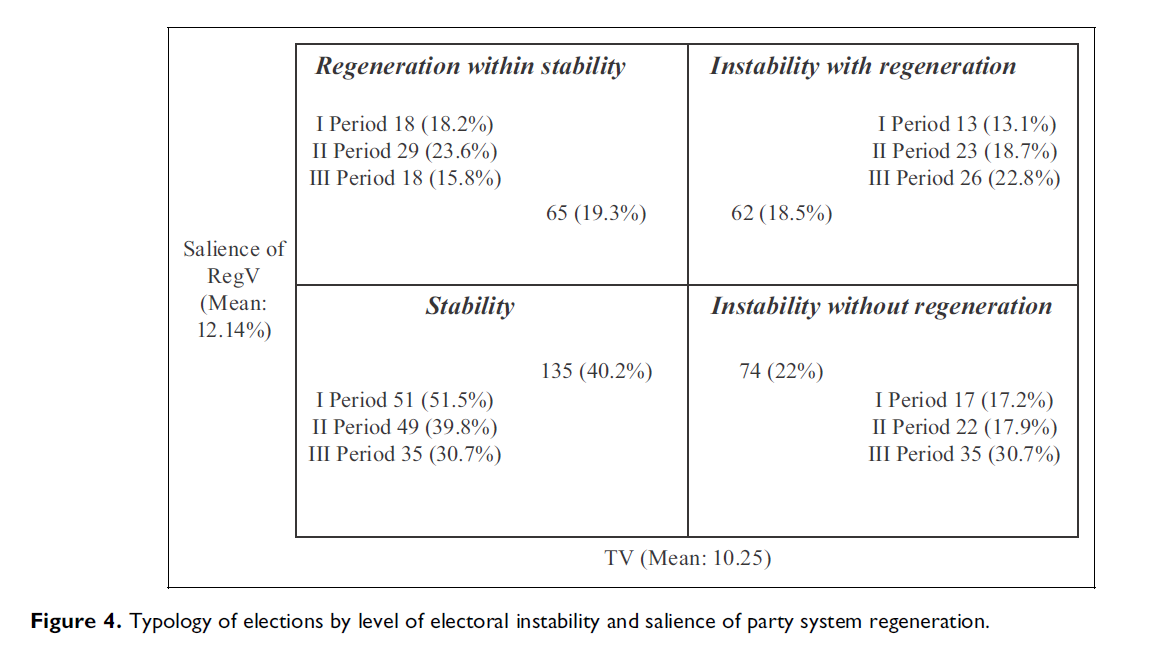 Regeneration within stability
I Period 18 (18.2%)
II Period 29 (23.6%)
III Period 18 (15.8%)
65 (19.3%)
Instability with regeneration
I Period 13 (13.1%)
II Period 23 (18.7%)
III Period 26 (22.8%)
62 (18.5%)
Salience of
RegV
(Mean:
12.14%)
Stability
135 (40.2%)
I Period 51 (51.5%)
II Period 49 (39.8%)
III Period 35 (30.7%)
Instability without regeneration
74 (22%)
I Period 17 (17.2%)
II Period 22 (17.9%)
III Period 35 (30.7%)
TV (Mean: 10.25)
Figure 4. Typology of elections by level of electoral instability and salience of party system regeneration.